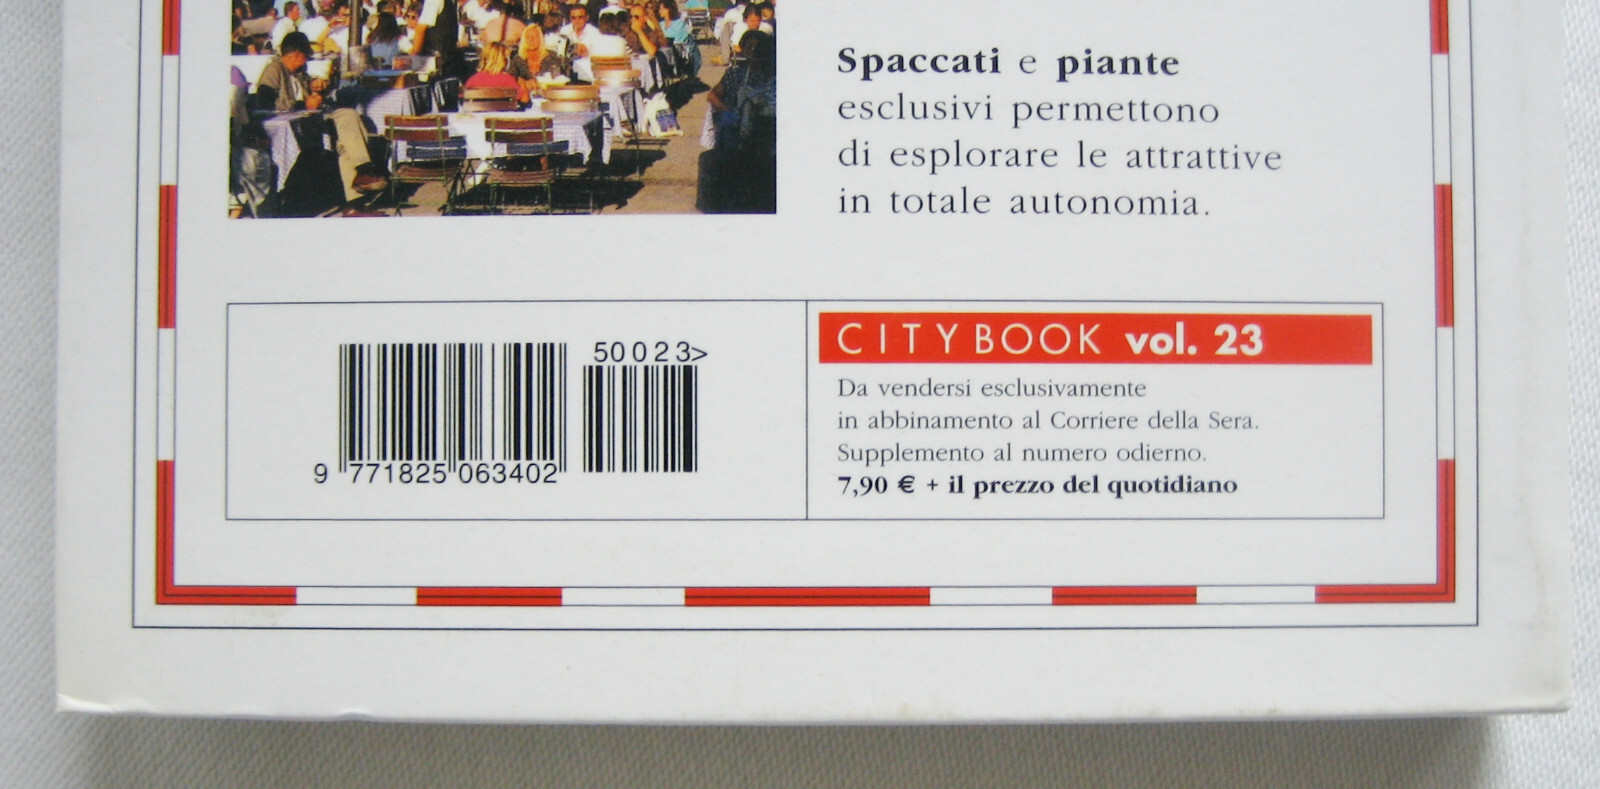 Spaccati e piante
esclusivi permettono
di esplorare le attrattive
in totale autonomia.
50023>
9 771825 063402
CITYBOOK vol. 23
Da vendersi esclusivamente
in abbinamento al Corriere della Sera.
Supplemento al numero odierno.
7,90 € + il prezzo del quotidiano